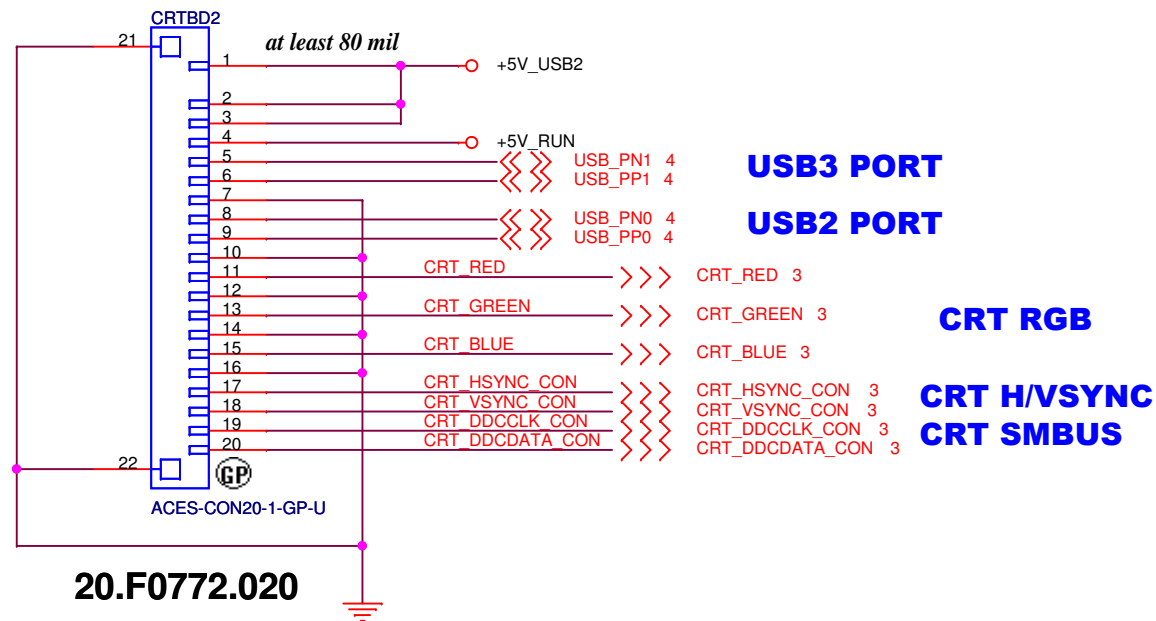 CRTBD2
21
at least 80 mil
1 +5V_USB2
2
3
4 +5V_RUN
5 USB_PN1 4
6 USB_PP1 4
USB3 PORT
7
8 USB_PN0 4
9 USB_PP0 4
USB2 PORT
10
11 CRT_RED CRT_RED 3
12
13 CRT_GREEN CRT_GREEN 3
CRT RGB
14
15 CRT_BLUE CRT_BLUE 3
16
17 CRT_HSYNC_CON CRT_HSYNC_CON 3
18 CRT_VSYNC_CON CRT_VSYNC_CON 3
CRT H/VSYNC
19 CRT_DDCCLK_CON CRT_DDCCLK_CON 3
20 CRT_DDCDATA_CON CRT_DDCDATA_CON 3
CRT SMBUS
22
GP
ACES-CON20-1-GP-U
20.F0772.020